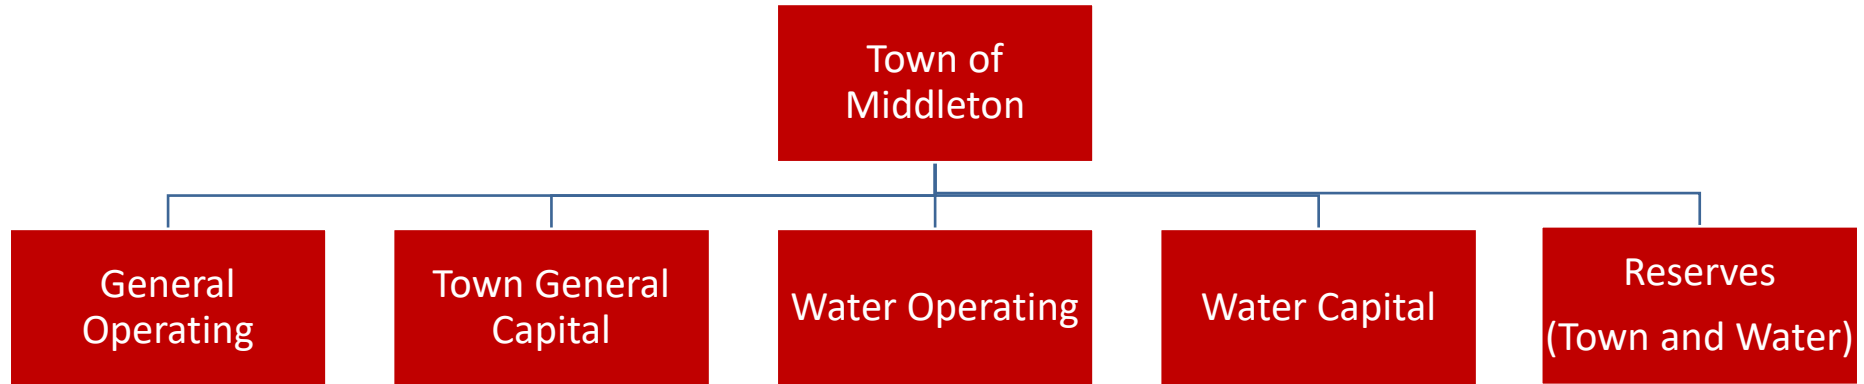 Town of
Middleton
General
Operating
Town General
Capital
Water Operating
Water Capital
Reserves
(Town and Water)